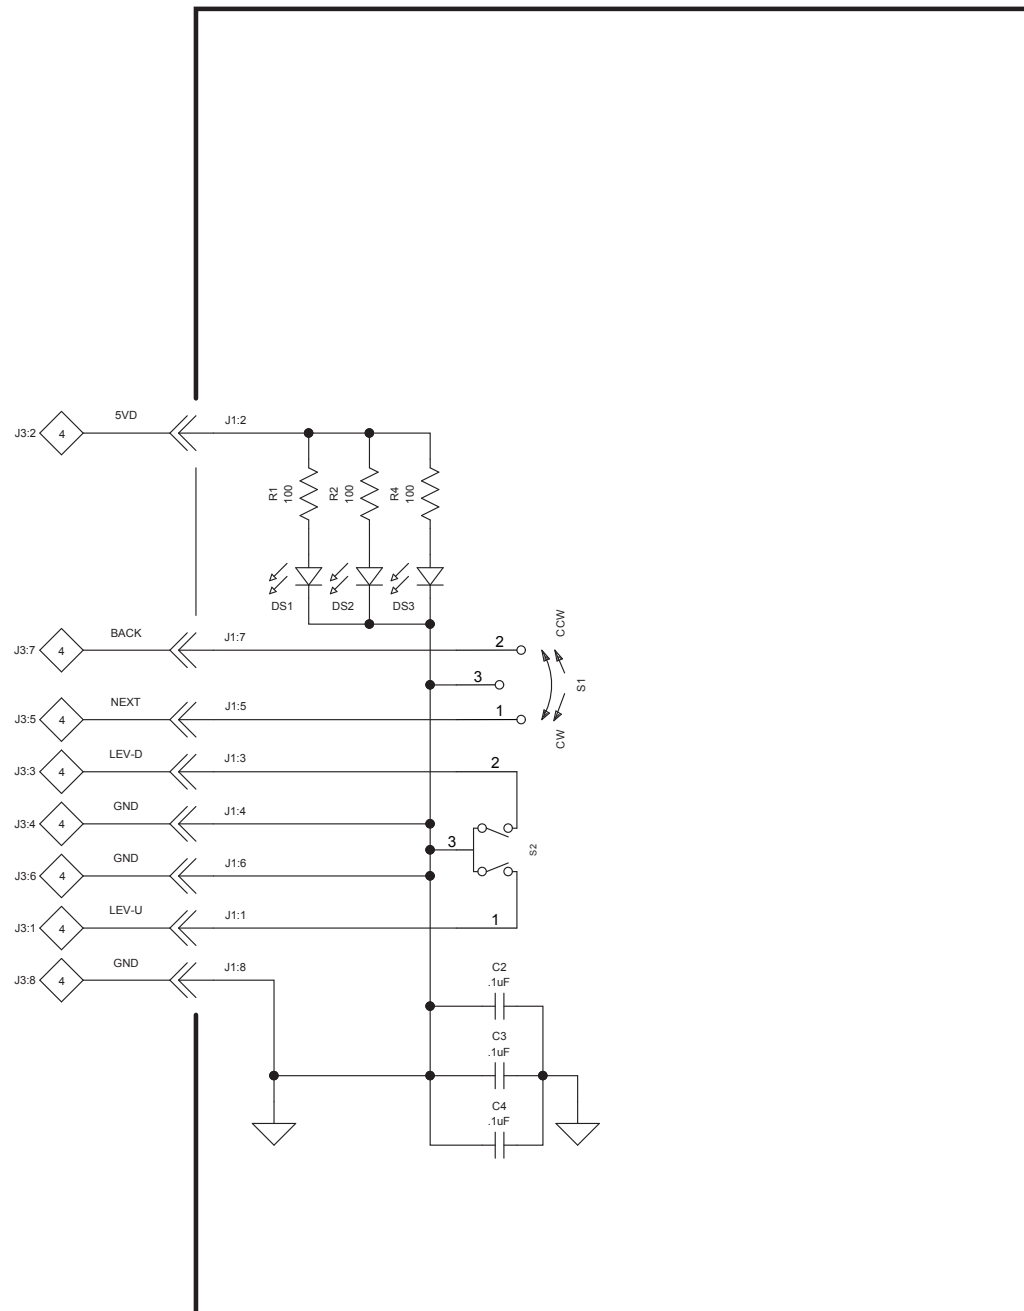 J3:2 4 5VD J1:2
R1 100 R2 100 R4 100
DS1 DS2 DS3
J3:7 4 BACK J1:7 2 CCW
3 S1
J3:5 4 NEXT J1:5 1 CW
J3:3 4 LEV-D J1:3 2
J3:4 4 GND J1:4
3 S2
J3:6 4 GND J1:6
J3:1 4 LEV-U J1:1 1
J3:8 4 GND J1:8
C2
.1uF
C3
.1uF
C4
.1uF